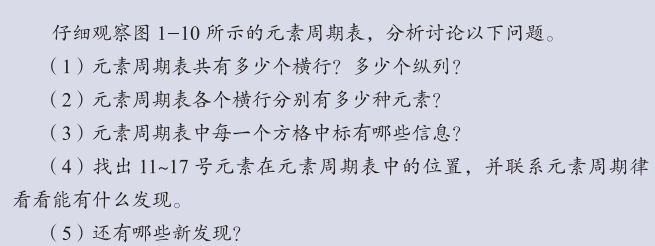 仔细观察图 1-10 所示的元素周期表，分析讨论以下问题。
（1）元素周期表共有多少个横行？多少个纵列？
（2）元素周期表各个横行分别有多少种元素？
（3）元素周期表中每一个方格中标有哪些信息？
（4）找出 11~17 号元素在元素周期表中的位置，并联系元素周期律
看看能有什么发现。
（5）还有哪些新发现？